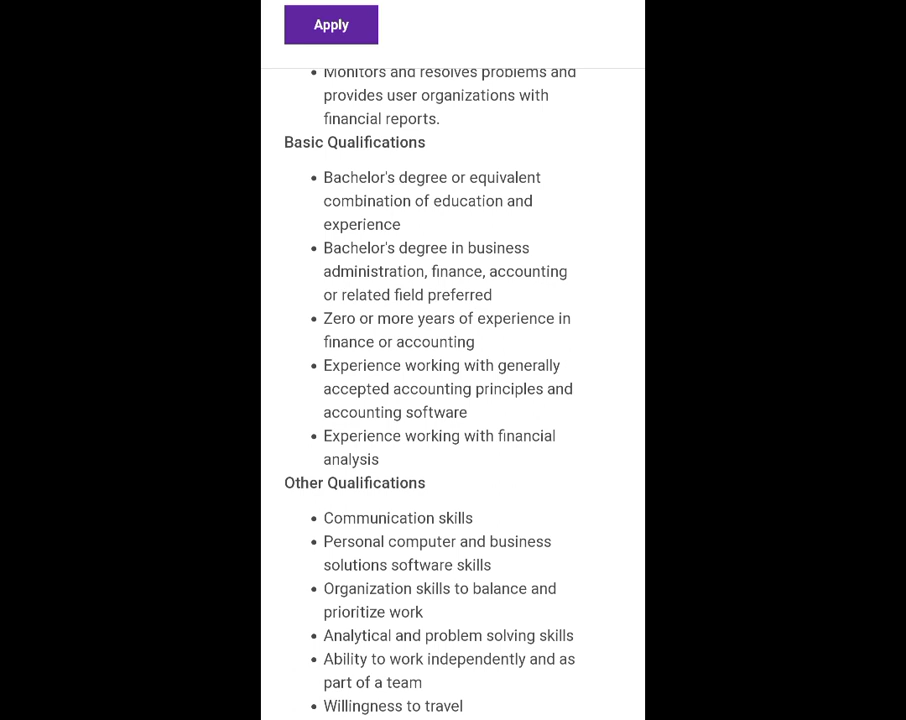 Apply
• Monitors and resolves problems and
provides user organizations with
financial reports.
Basic Qualifications
• Bachelor's degree or equivalent
combination of education and
experience
• Bachelor's degree in business
administration, finance, accounting
or related field preferred
• Zero or more years of experience in
finance or accounting
• Experience working with generally
accepted accounting principles and
accounting software
• Experience working with financial
analysis
Other Qualifications
• Communication skills
• Personal computer and business
solutions software skills
• Organization skills to balance and
prioritize work
• Analytical and problem solving skills
• Ability to work independently and as
part of a team
• Willingness to travel